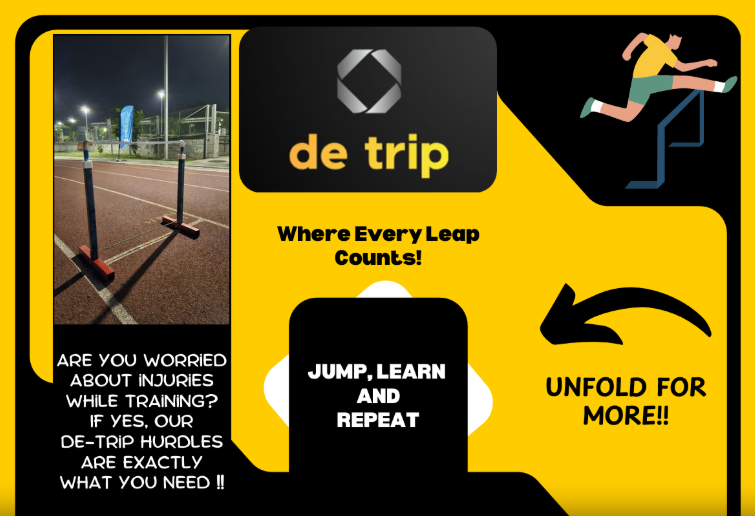 de trip
Where Every Leap
Counts!
ARE YOU WORRIED
ABOUT INJURIES
WHILE TRAINING?
IF YES, OUR
DE-TRIP HURDLES
ARE EXACTLY
WHAT YOU NEED !!
JUMP, LEARN
AND
REPEAT
UNFOLD FOR
MORE!!